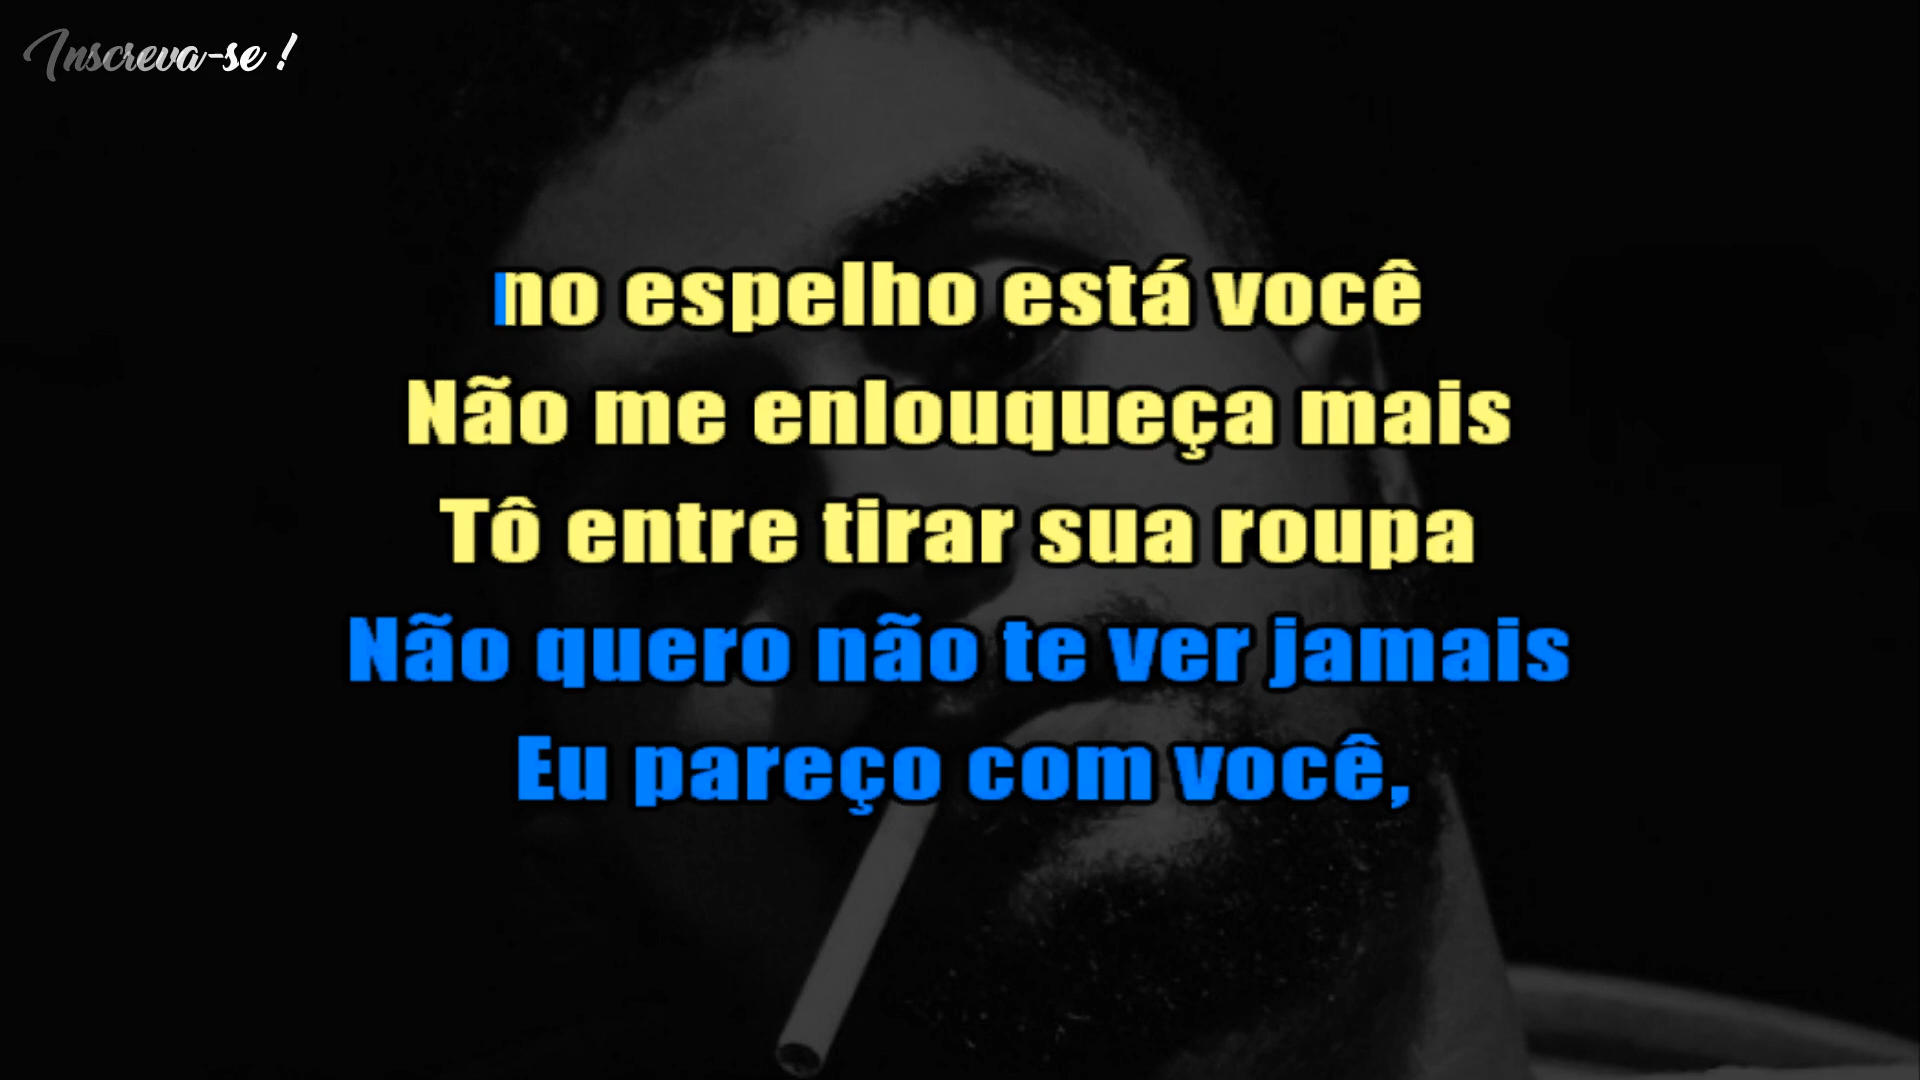 Inscreva-se !
no espelho está você
Não me enlouqueça mais
Tô entre tirar sua roupa
Não quero não te ver jamais
Eu pareço com você,